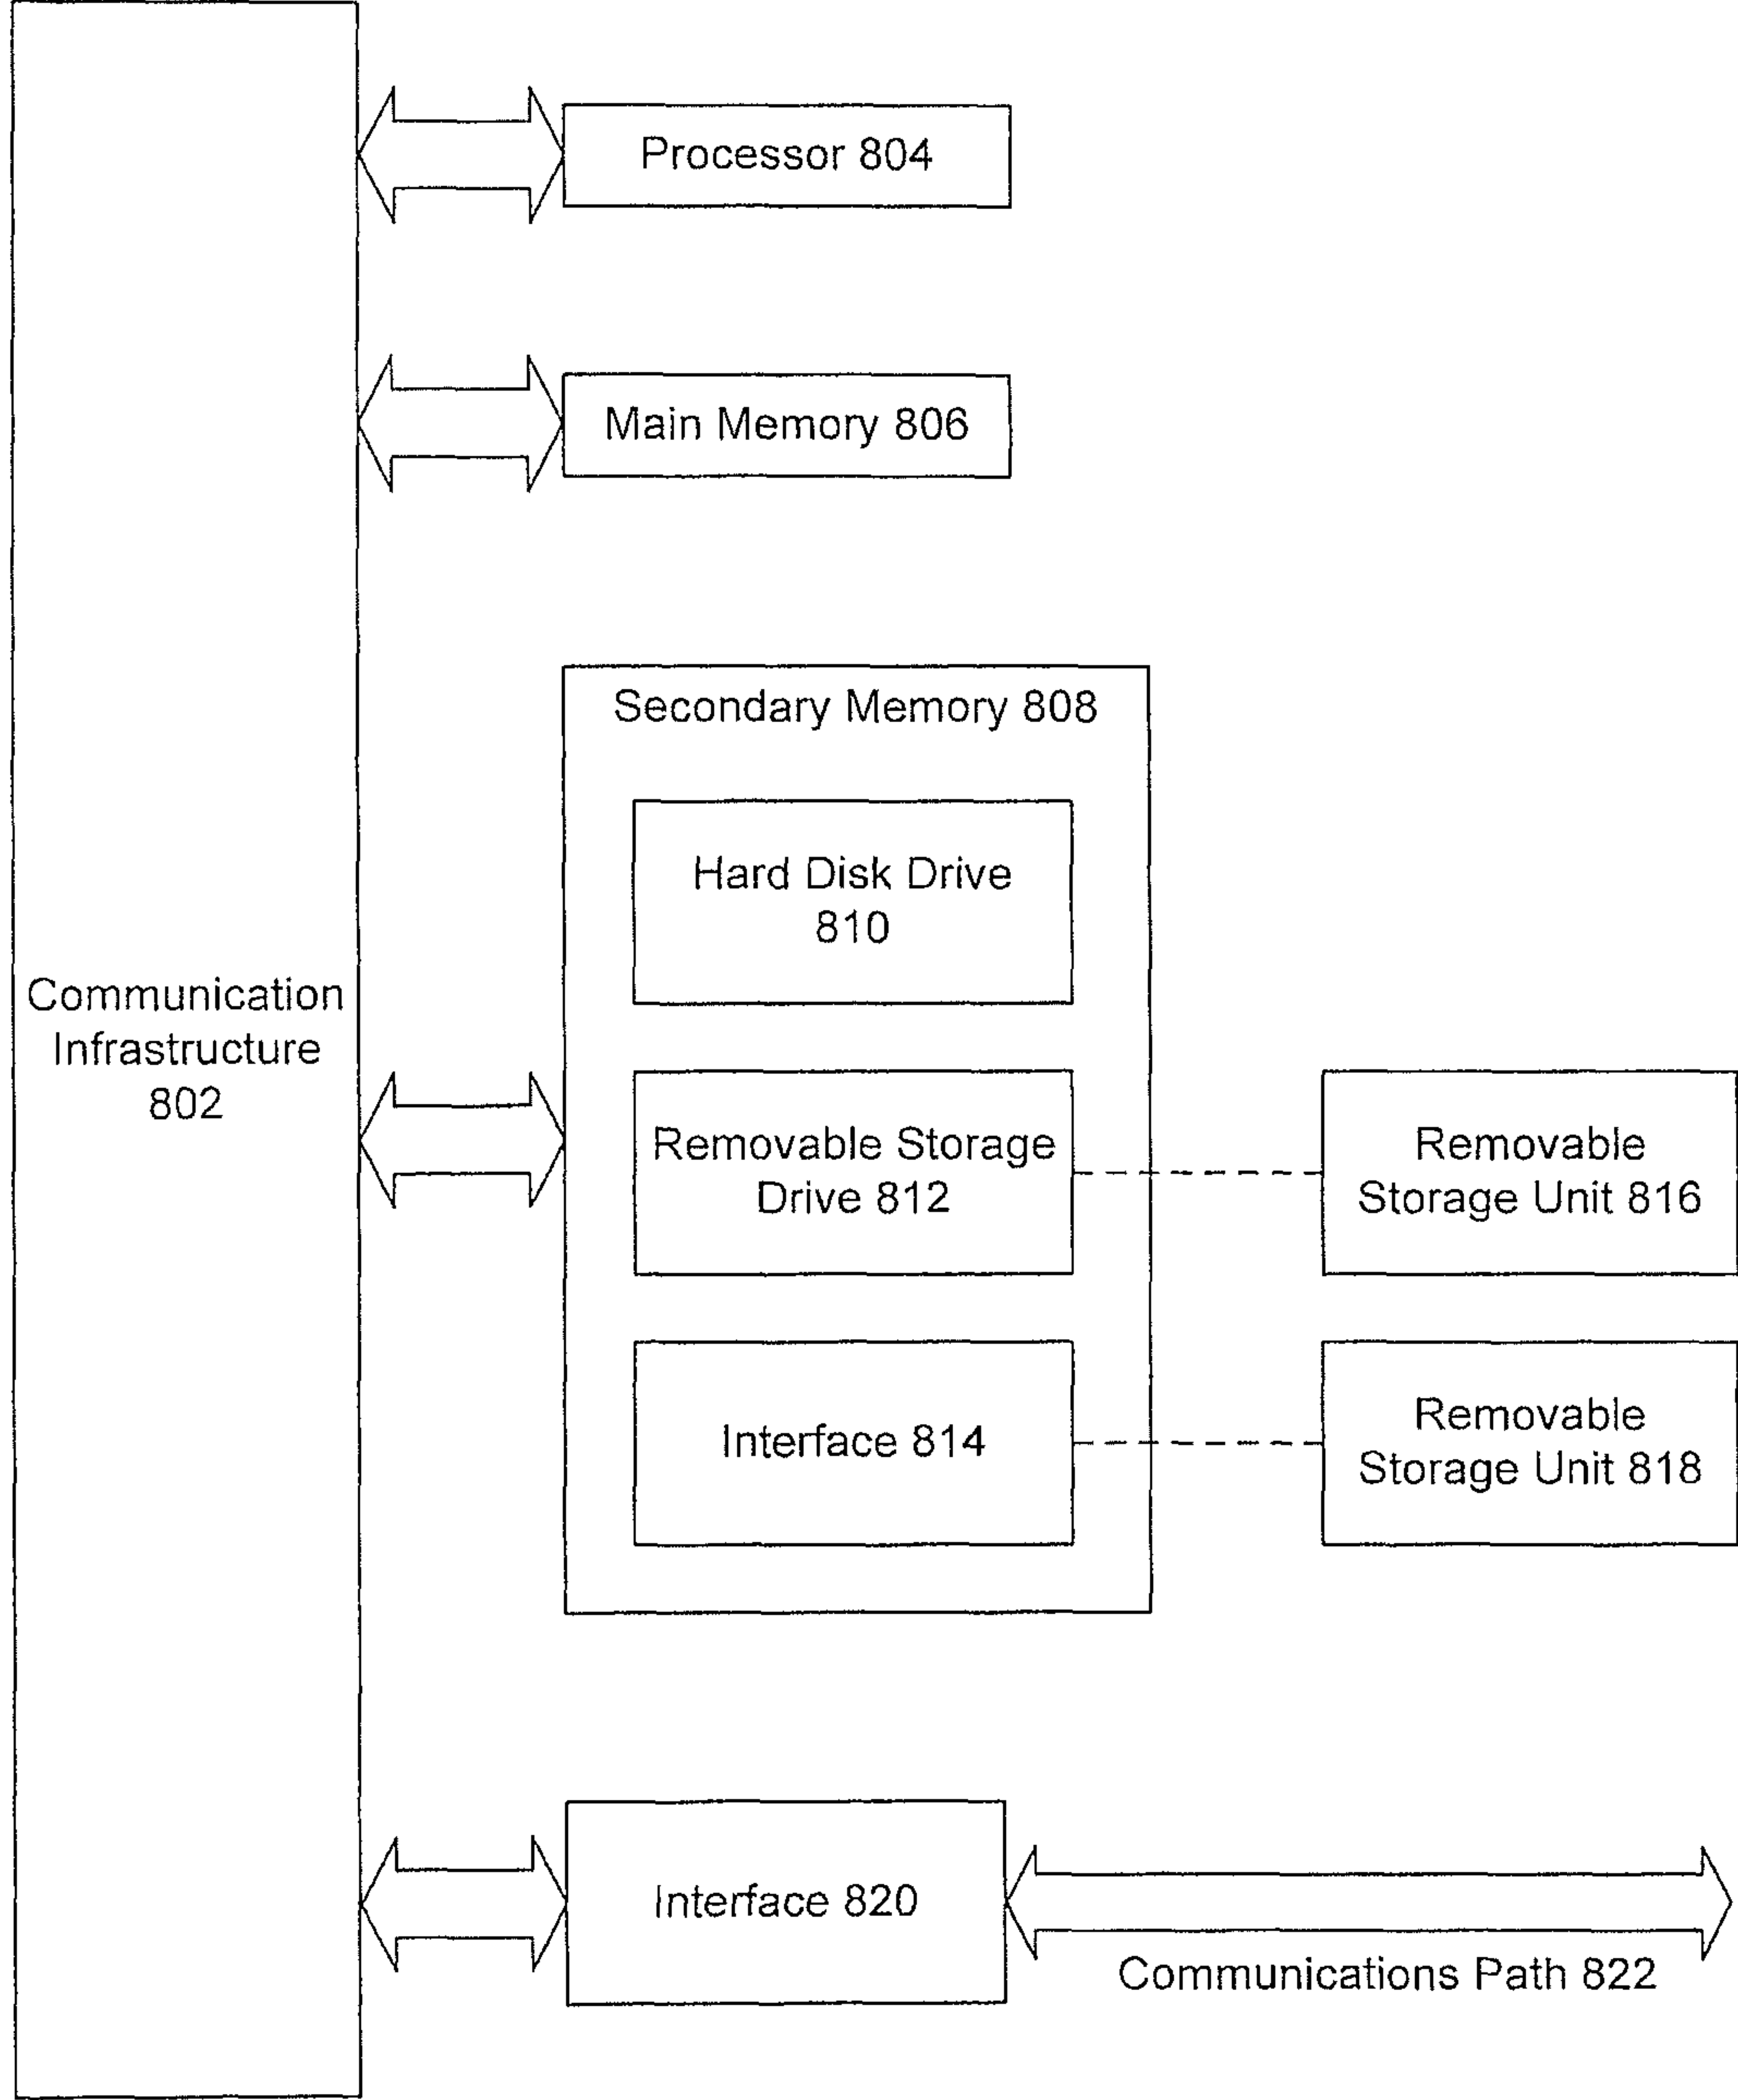 Processor 804
Main Memory 806
Secondary Memory 808
Hard Disk Drive
810
Communication
Infrastructure
802
Removable Storage
Drive 812
Removable
Storage Unit 816
Interface 814
Removable
Storage Unit 818
Interface 820
Communications Path 822